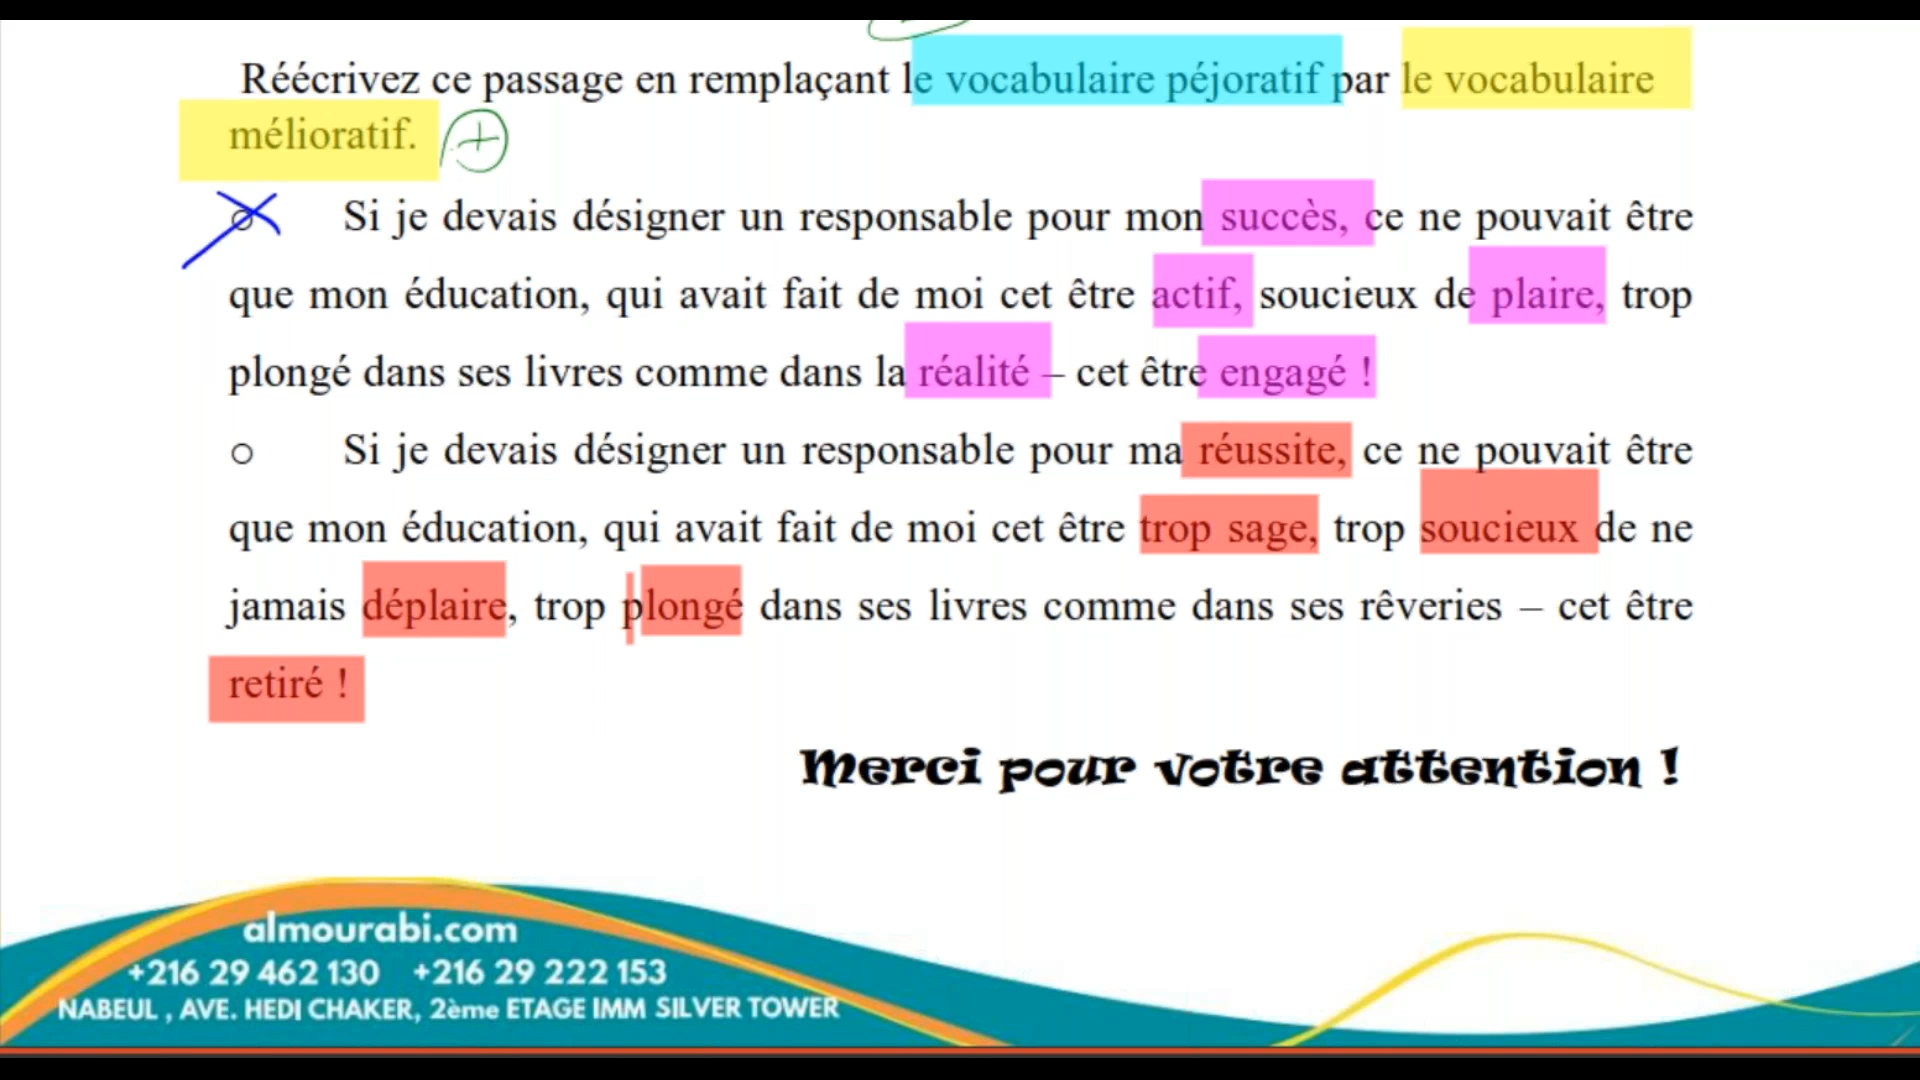 Réécrivez ce passage en remplaçant le vocabulaire péjoratif par le vocabulaire
mélioratif. +
o Si je devais désigner un responsable pour mon succès, ce ne pouvait être
que mon éducation, qui avait fait de moi cet être actif, soucieux de plaire, trop
plongé dans ses livres comme dans la réalité – cet être engagé !
o Si je devais désigner un responsable pour ma réussite, ce ne pouvait être
que mon éducation, qui avait fait de moi cet être trop sage, trop soucieux de ne
jamais déplaire, trop plongé dans ses livres comme dans ses rêveries – cet être
retiré !
Merci pour votre attention !
almourabi.com
+216 29 462 130 +216 29 222 153
NABEUL , AVE. HEDI CHAKER, 2ème ETAGE IMM SILVER TOWER